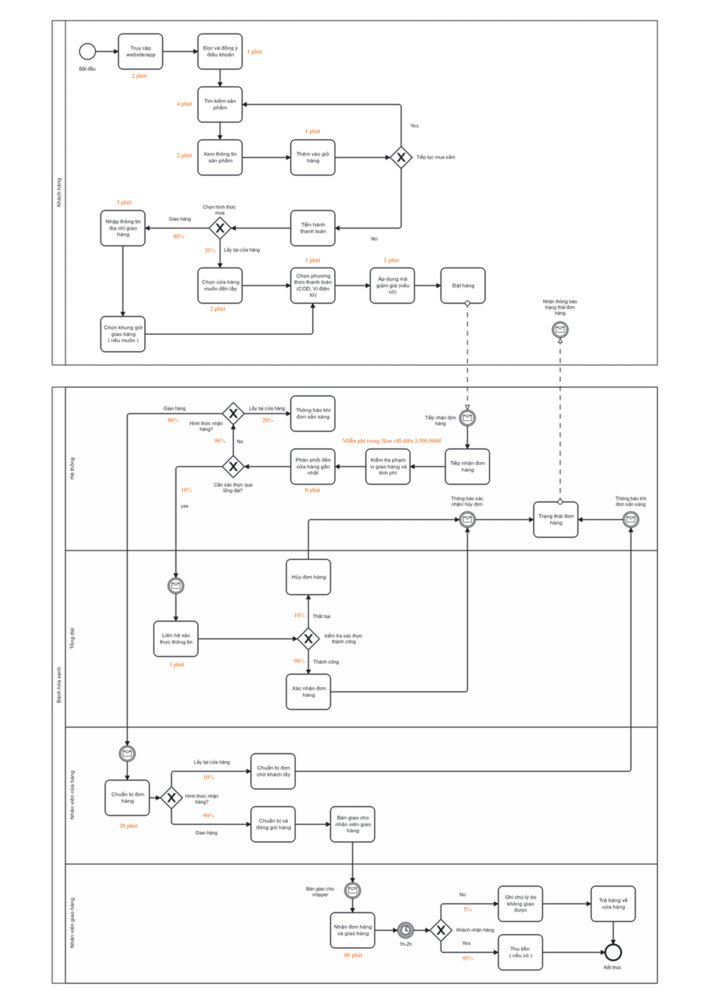 Khách hàng
Bắt đầu
Truy cập
website/app
2 phút
Đọc và đồng ý
điều khoản
1 phút
Tìm kiếm sản
phẩm
4 phút
Xem thông tin
sản phẩm
2 phút
1 phút
Thêm vào giỏ
hàng
Yes
Tiếp tục mua sắm
No
Tiến hành
thanh toán
Chọn hình thức
mua
Giao hàng
80%
3 phút
Nhập thông tin
địa chỉ giao
hàng
20%
Lấy tại cửa hàng
Chọn cửa hàng
muốn đến lấy
2 phút
1 phút
Chọn phương
thức thanh toán
(COD, Ví điện
tử)
1 phút
Áp dụng mã
giảm giá (nếu
có)
Đặt hàng
Chọn khung giờ
giao hàng
( nếu muốn )
Nhận thông báo
trạng thái đơn
hàng
Bách hóa xanh
Hệ thống
Giao hàng
80%
Hình thức nhận
hàng?
Lấy tại cửa hàng
20%
Thông báo khi
đơn sẵn sàng
Tiếp nhận đơn
hàng
90%
No
Miễn phí trong 3km với đơn ≥300.000đ
Phân phối đến
cửa hàng gần
nhất
8 phút
Kiểm tra phạm
vi giao hàng và
tính phí
Tiếp nhận đơn
hàng
Cần xác thực qua
tổng đài?
10%
yes
Thông báo xác
nhận/ hủy đơn
Trạng thái đơn
hàng
Thông báo khi
đơn sẵn sàng
Tổng đài
Hủy đơn hàng
10%
Thất bại
Liên hệ xác
thực thông tin
3 phút
kiểm tra xác thực
thành công
90%
Thành công
Xác nhận đơn
hàng
Nhân viên cửa hàng
Chuẩn bị đơn
hàng
20 phút
Lấy tại cửa hàng
10%
Hình thức nhận
hàng?
90%
Giao hàng
Chuẩn bị đơn
chờ khách lấy
Chuẩn bị và
đóng gói hàng
Bàn giao cho
nhân viên giao
hàng
Nhân viên giao hàng
Bàn giao cho
shipper
Nhận đơn hàng
và giao hàng
60 phút
1h-2h
No
5%
Khách nhận hàng
Yes
95%
Ghi chú lý do
không giao
được
Trả hàng về
cửa hàng
Thu tiền
( nếu có )
Kết thúc